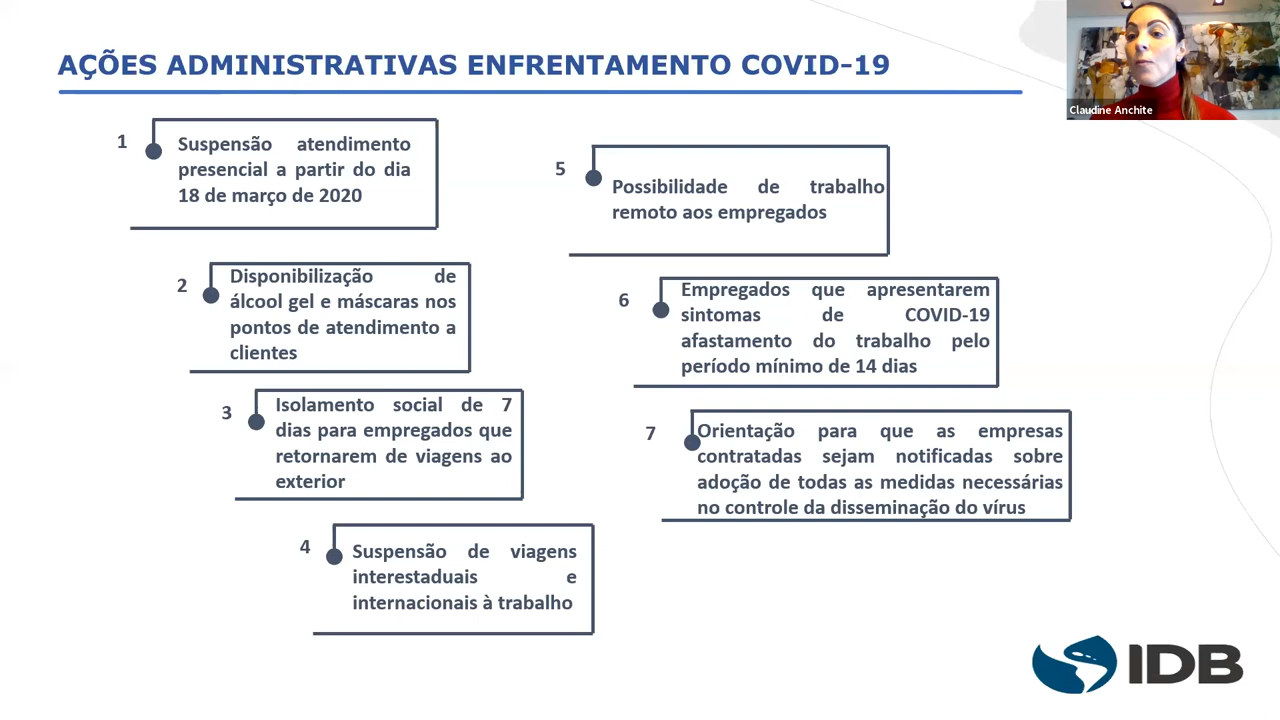 AÇÕES ADMINISTRATIVAS ENFRENTAMENTO COVID-19
Claudine Anchite
1
Suspensão atendimento
presencial a partir do dia
18 de março de 2020
2
Disponibilização de
álcool gel e máscaras nos
pontos de atendimento a
clientes
3
Isolamento social de 7
dias para empregados que
retornarem de viagens ao
exterior
4
Suspensão de viagens
interestaduais e
internacionais à trabalho
5
Possibilidade de trabalho
remoto aos empregados
6
Empregados que apresentarem
sintomas de COVID-19
afastamento do trabalho pelo
período mínimo de 14 dias
7
Orientação para que as empresas
contratadas sejam notificadas sobre
adoção de todas as medidas necessárias
no controle da disseminação do vírus
IDB